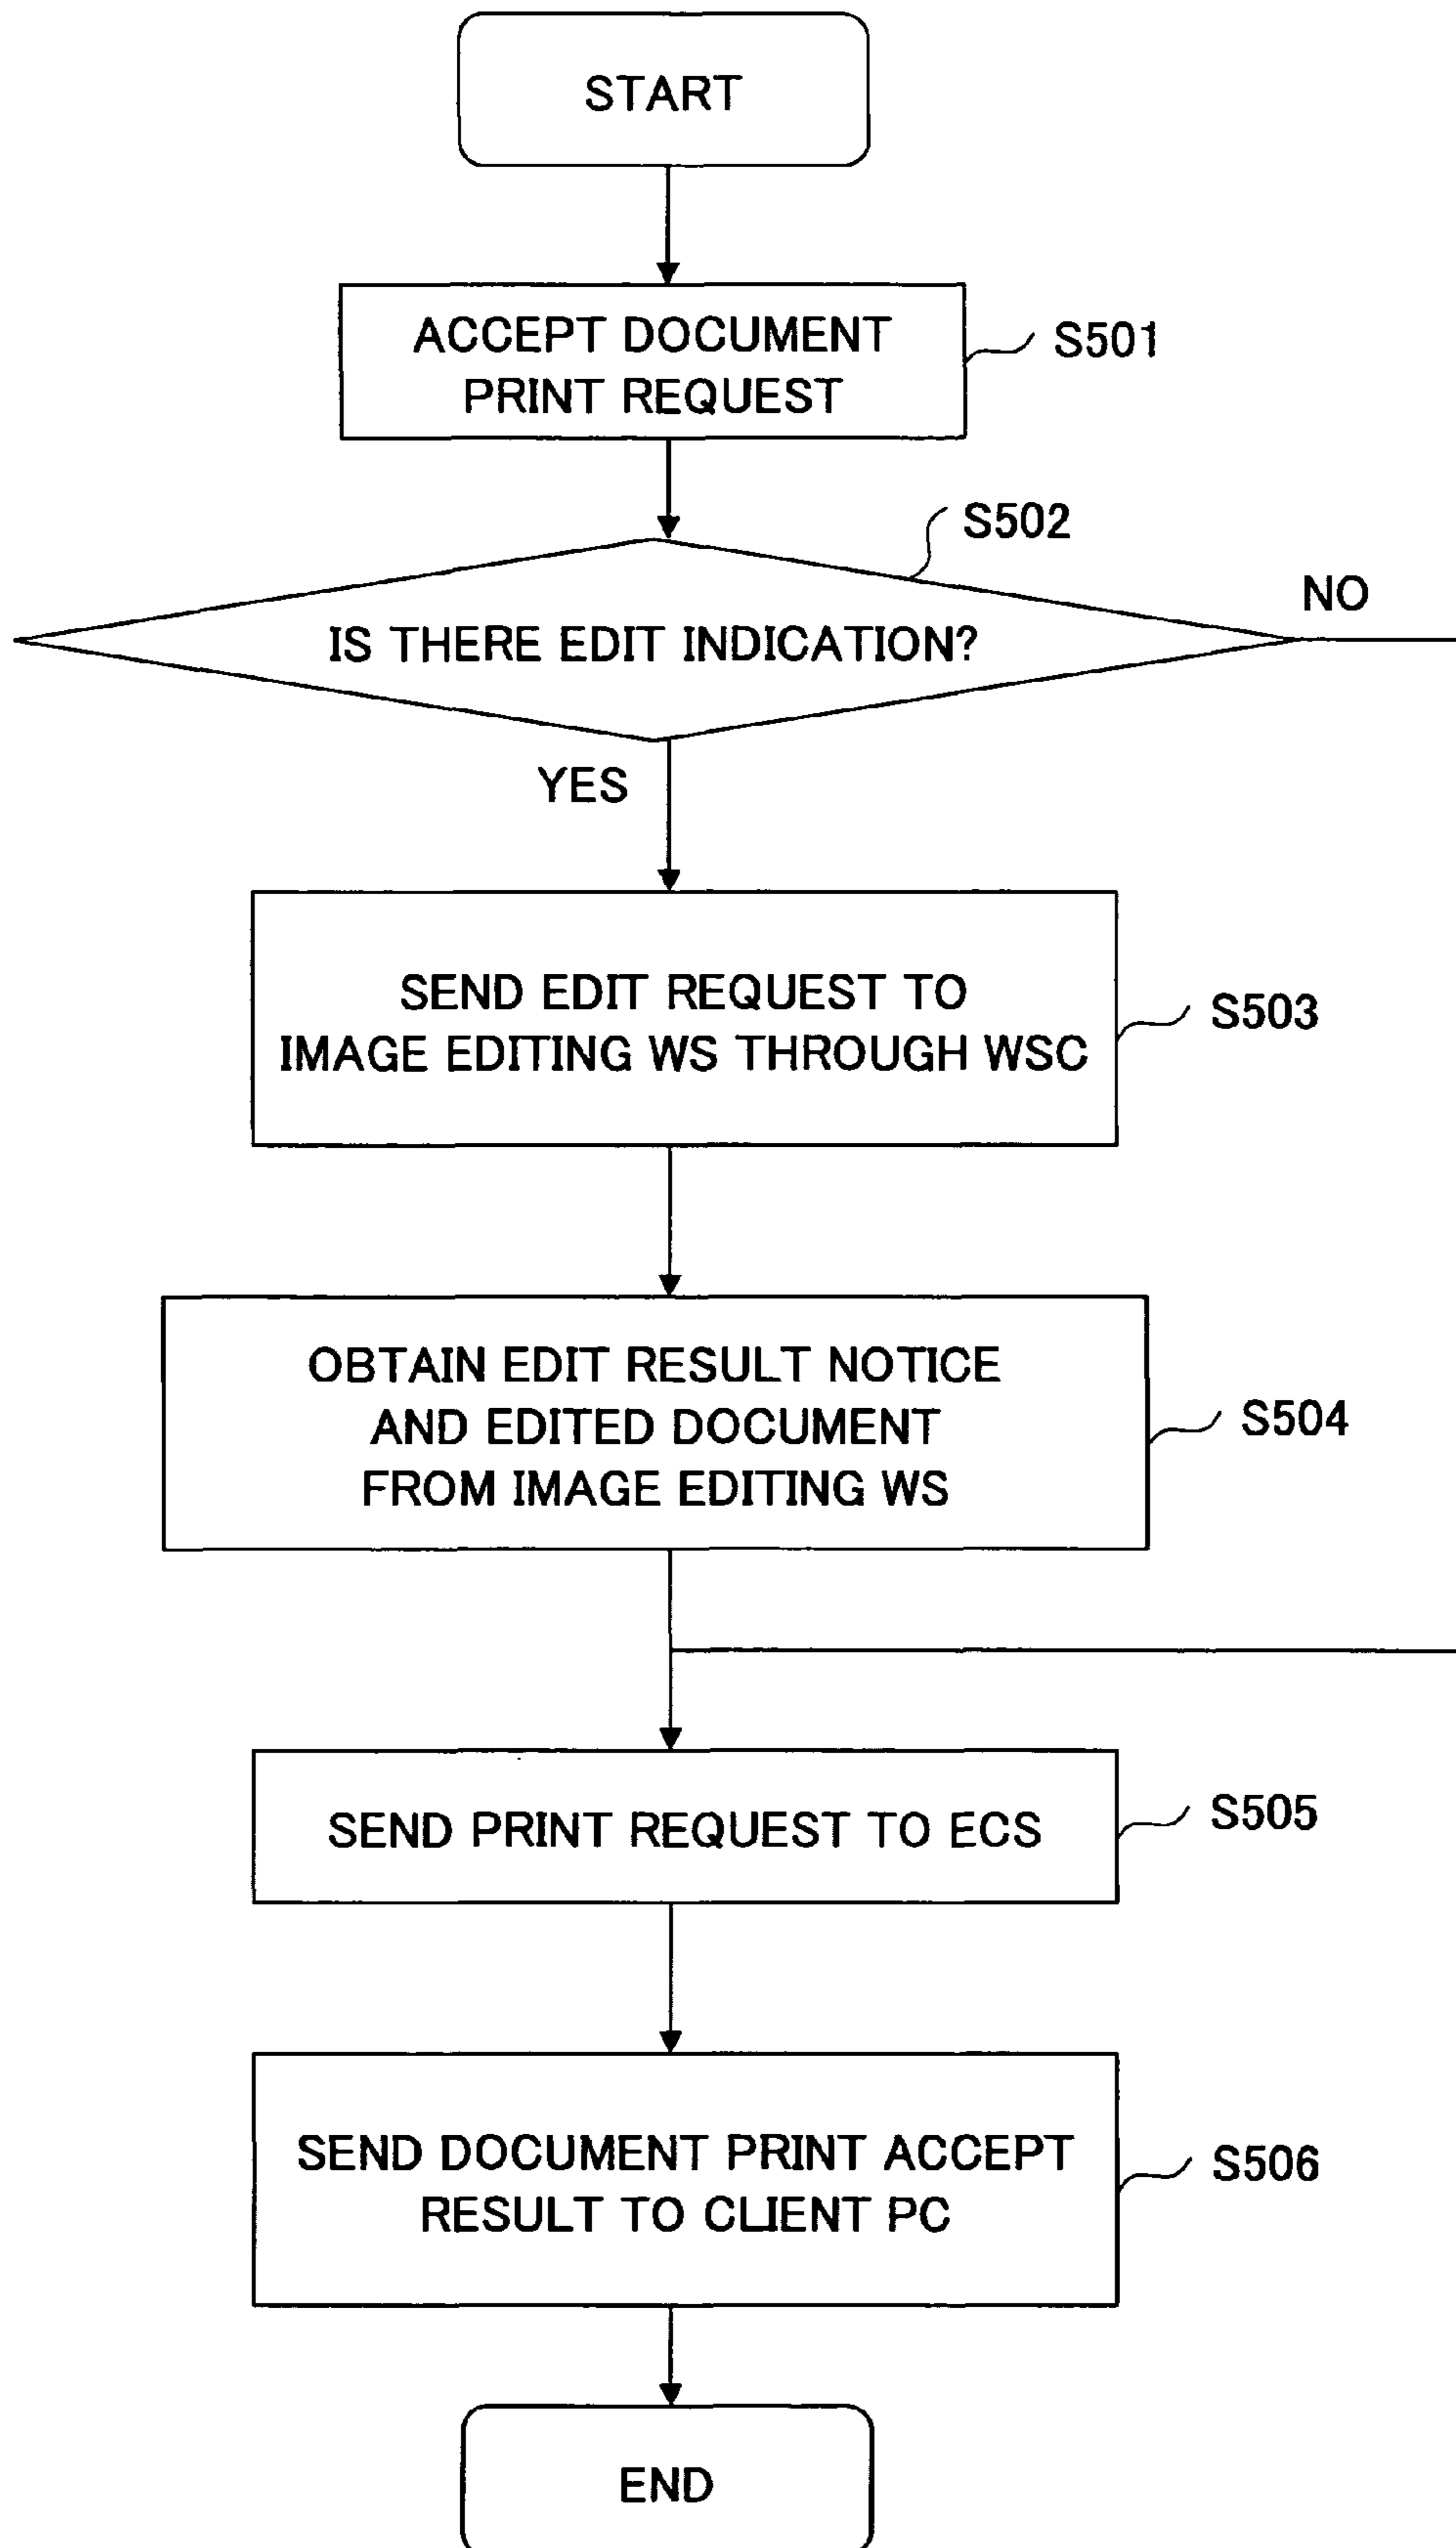 START
ACCEPT DOCUMENT
PRINT REQUEST
S501
S502
IS THERE EDIT INDICATION?
NO
YES
SEND EDIT REQUEST TO
IMAGE EDITING WS THROUGH WSC
S503
OBTAIN EDIT RESULT NOTICE
AND EDITED DOCUMENT
FROM IMAGE EDITING WS
S504
SEND PRINT REQUEST TO ECS
S505
SEND DOCUMENT PRINT ACCEPT
RESULT TO CLIENT PC
S506
END